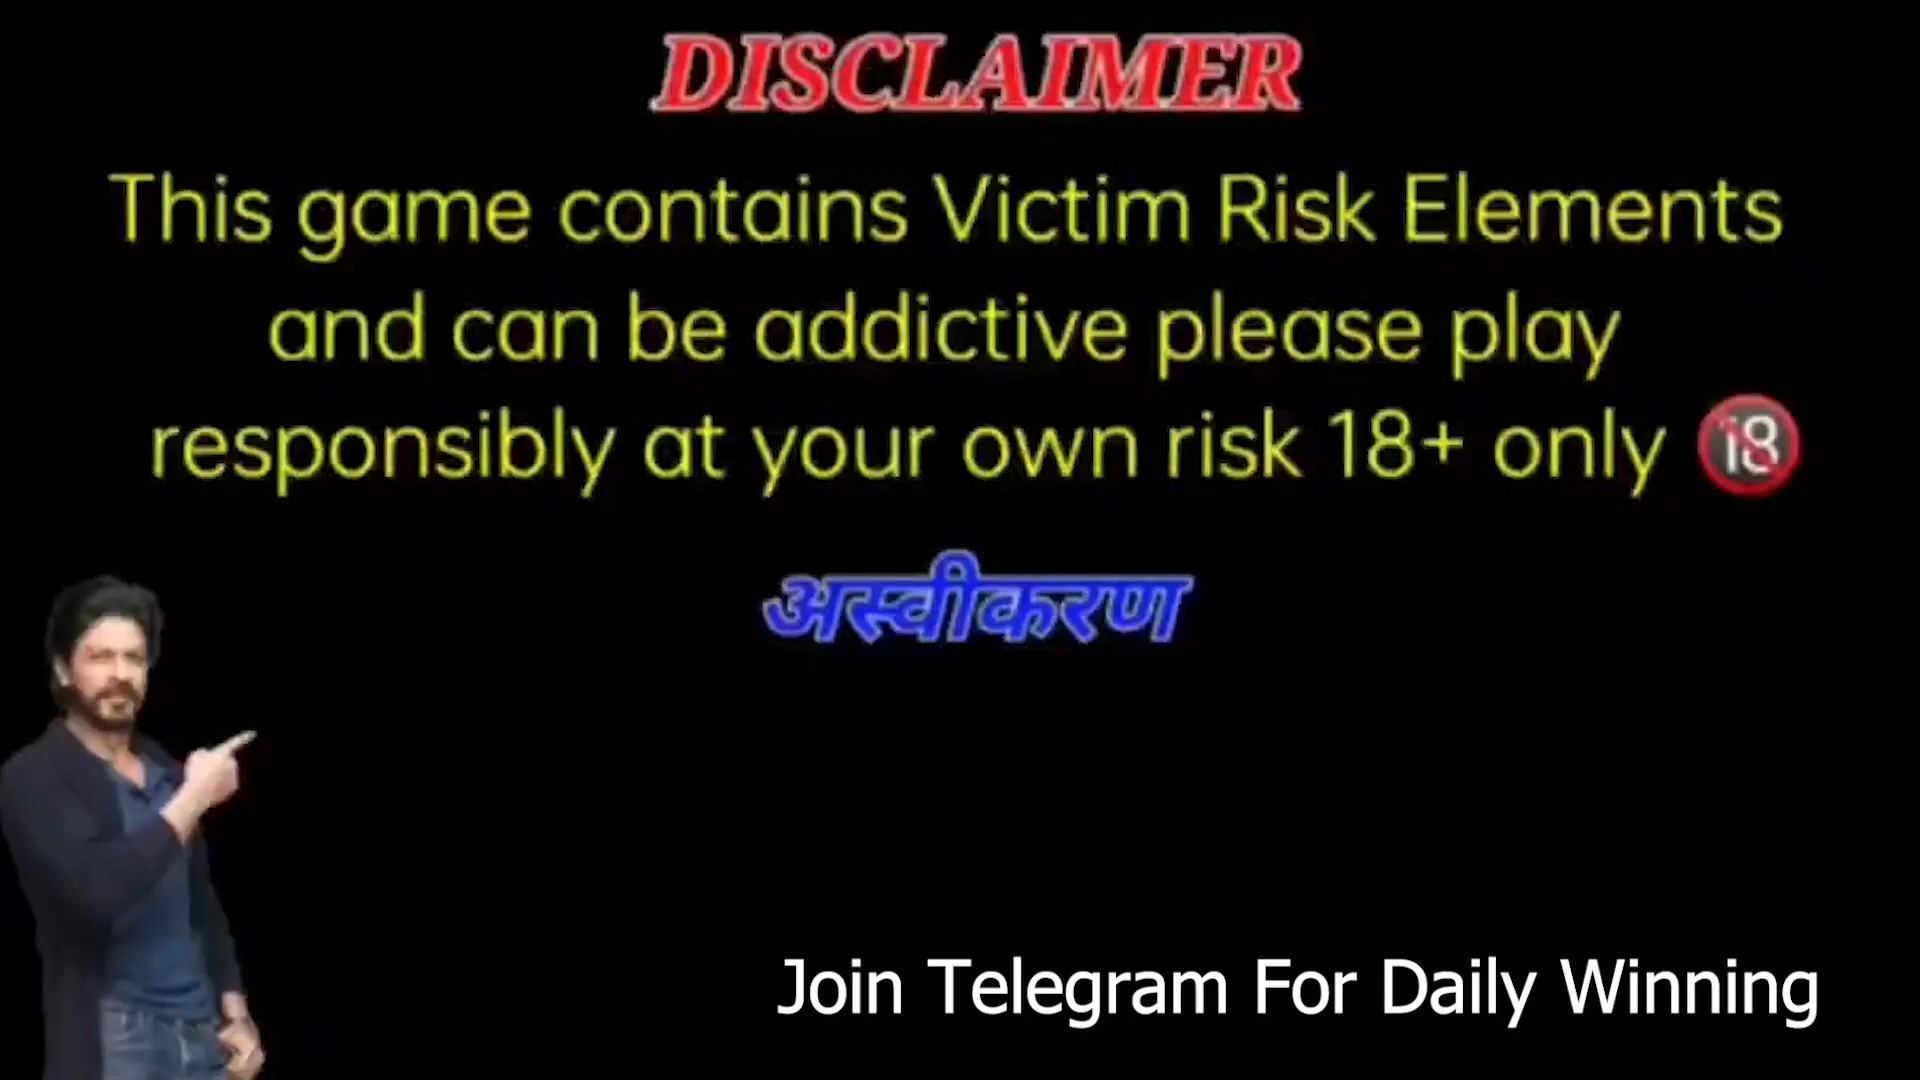 DISCLAIMER
This game contains Victim Risk Elements
and can be addictive please play
responsibly at your own risk 18+ only 🔞
अस्वीकरण
Join Telegram For Daily Winning